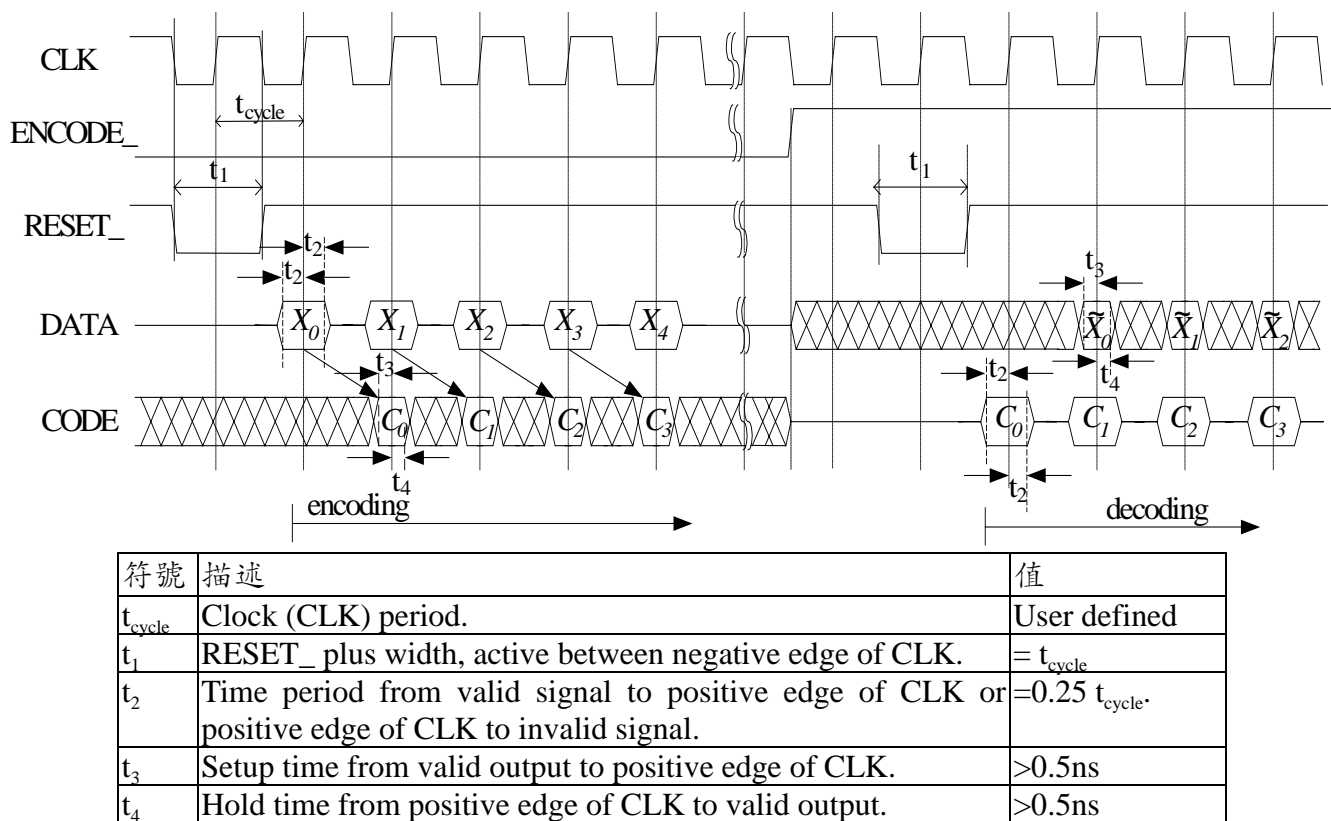 CLK
t_cycle
ENCODE_
t₁
t₁
RESET_
t₂
t₂
t₃
DATA
X₀ X₁ X₂ X₃ X₄
X̃₀ X̃₁ X̃₂
t₃
t₂
t₄
CODE
C₀ C₁ C₂ C₃
C₀ C₁ C₂ C₃
t₄
t₂
encoding
decoding
符號 描述 值
t_cycle Clock (CLK) period. User defined
t₁ RESET_ plus width, active between negative edge of CLK. = t_cycle
t₂ Time period from valid signal to positive edge of CLK or =0.25 t_cycle.
positive edge of CLK to invalid signal.
t₃ Setup time from valid output to positive edge of CLK. >0.5ns
t₄ Hold time from positive edge of CLK to valid output. >0.5ns